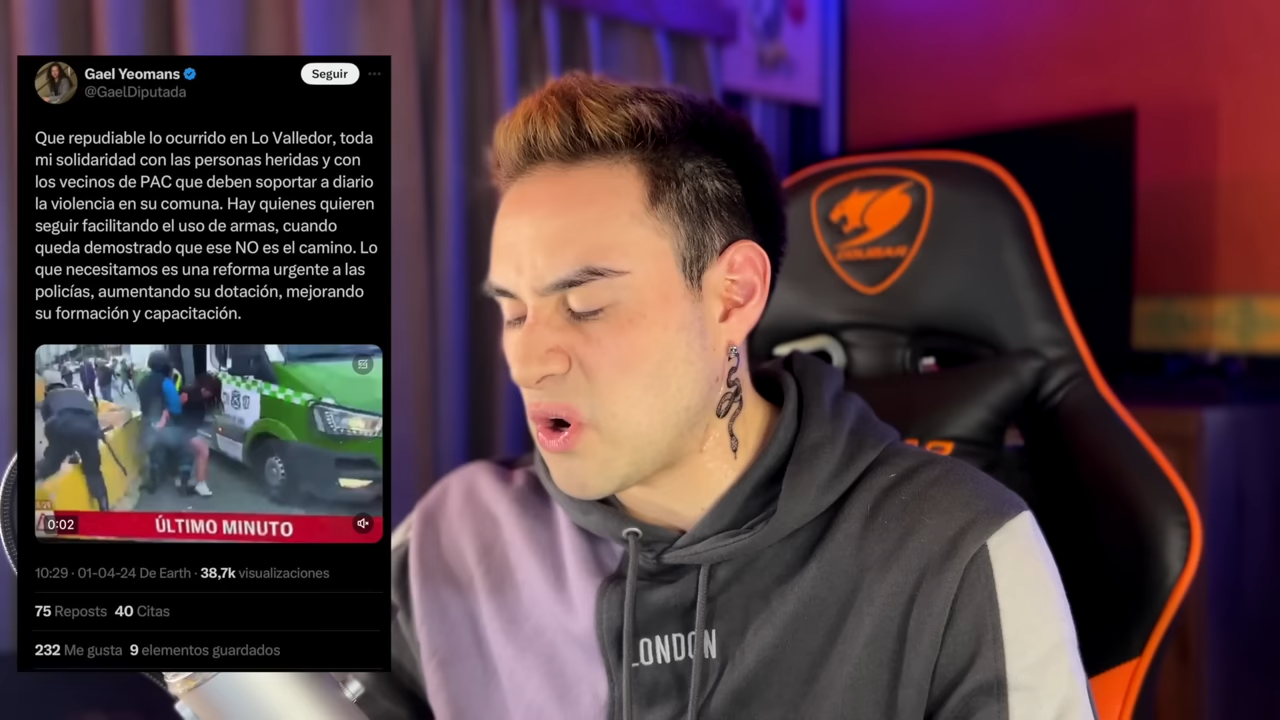 Gael Yeomans
@GaelDiputada
Seguir
Que repudiable lo ocurrido en Lo Valledor, toda
mi solidaridad con las personas heridas y con
los vecinos de PAC que deben soportar a diario
la violencia en su comuna. Hay quienes quieren
seguir facilitando el uso de armas, cuando
queda demostrado que ese NO es el camino. Lo
que necesitamos es una reforma urgente a las
policías, aumentando su dotación, mejorando
su formación y capacitación.
0:02
ÚLTIMO MINUTO
10:29 · 01-04-24 De Earth · 38,7k visualizaciones
75 Reposts 40 Citas
232 Me gusta 9 elementos guardados
COUGAR
LONDON